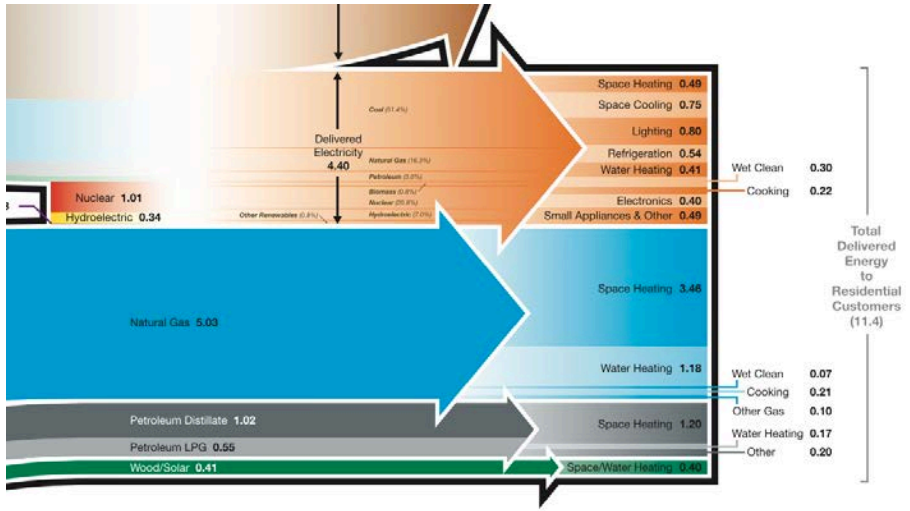 Space Heating 0.49
Space Cooling 0.75
Coal (51.4%)
Lighting 0.80
Delivered
Electricity
4.40
Refrigeration 0.54
Natural Gas (16.3%)
Water Heating 0.41
Wet Clean 0.30
Petroleum (3.0%)
Cooking 0.22
Biomass (0.8%)
Nuclear 1.01
Electronics 0.40
Hydroelectric 0.34
Other Renewables (0.8%)
Hydroelectric (7.0%)
Small Appliances & Other 0.49
Total
Delivered
Energy
to
Residential
Customers
(11.4)
Space Heating 3.46
Natural Gas 5.03
Water Heating 1.18
Wet Clean 0.07
Cooking 0.21
Other Gas 0.10
Petroleum Distillate 1.02
Space Heating 1.20
Water Heating 0.17
Petroleum LPG 0.55
Other 0.20
Wood/Solar 0.41
Space/Water Heating 0.40